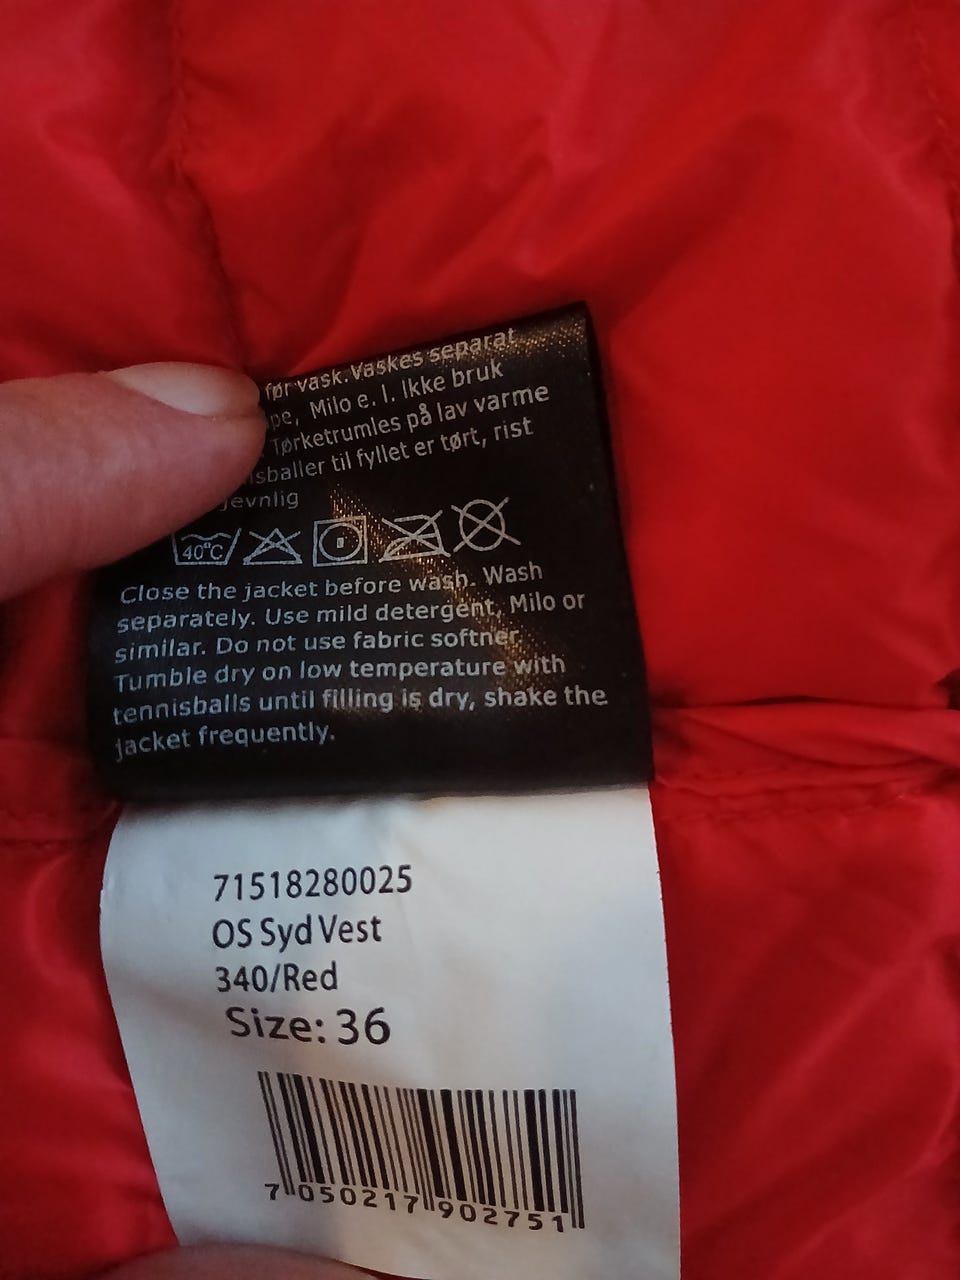 før vask. Vaskes separat
Milo e. l. Ikke bruk
Tørketrumles på lav varme
til fyllet er tørt, rist
jevnlig
40°C
Close the jacket before wash. Wash
separately. Use mild detergent, Milo or
similar. Do not use fabric softner.
Tumble dry on low temperature with
tennisballs until filling is dry, shake the
jacket frequently.
71518280025
OS Syd Vest
340/Red
Size: 36
7 050217 902751